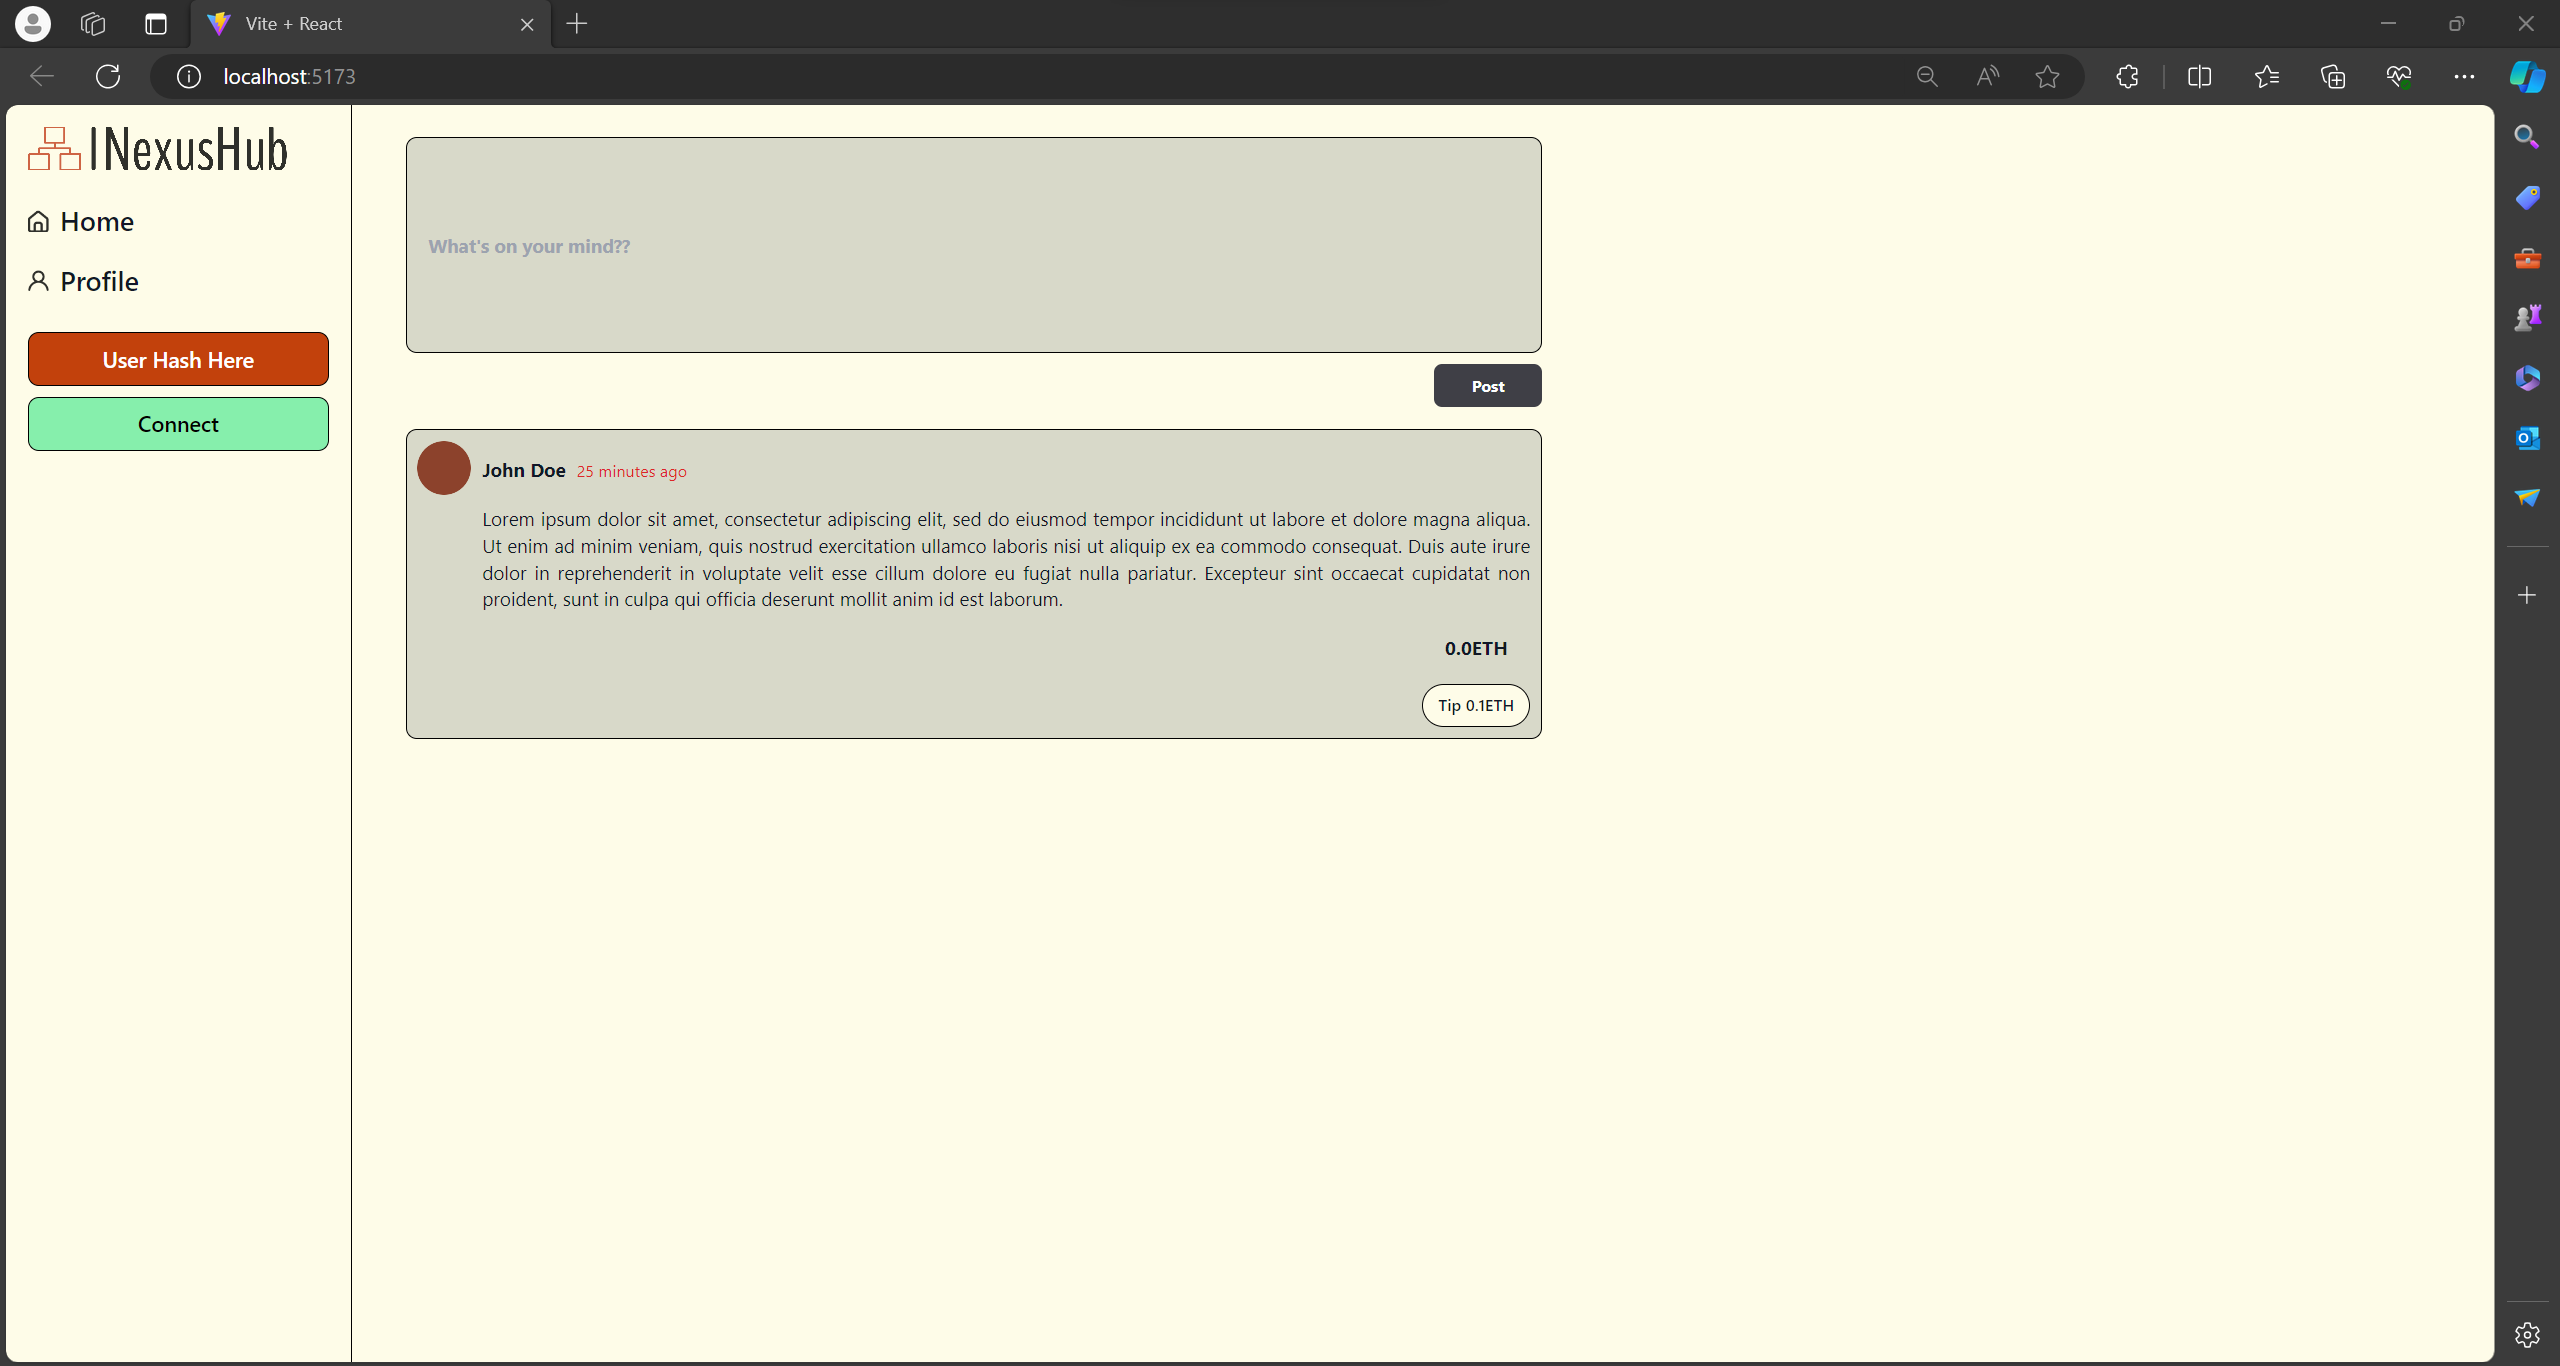 Vite + React
localhost:5173
INexusHub
Home
Profile
User Hash Here
Connect
What's on your mind??
Post
John Doe 25 minutes ago
Lorem ipsum dolor sit amet, consectetur adipiscing elit, sed do eiusmod tempor incididunt ut labore et dolore magna aliqua.
Ut enim ad minim veniam, quis nostrud exercitation ullamco laboris nisi ut aliquip ex ea commodo consequat. Duis aute irure
dolor in reprehenderit in voluptate velit esse cillum dolore eu fugiat nulla pariatur. Excepteur sint occaecat cupidatat non
proident, sunt in culpa qui officia deserunt mollit anim id est laborum.
0.0ETH
Tip 0.1ETH